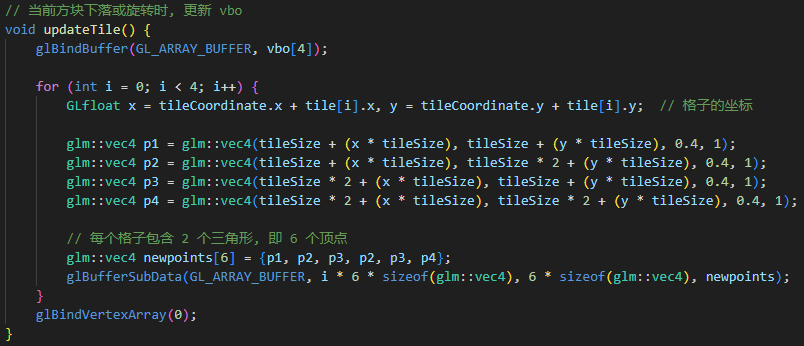 // 当前方块下落或旋转时, 更新 vbo
void updateTile() {
    glBindBuffer(GL_ARRAY_BUFFER, vbo[4]);

    for (int i = 0; i < 4; i++) {
        GLfloat x = tileCoordinate.x + tile[i].x, y = tileCoordinate.y + tile[i].y;  // 格子的坐标

        glm::vec4 p1 = glm::vec4(tileSize + (x * tileSize), tileSize + (y * tileSize), 0.4, 1);
        glm::vec4 p2 = glm::vec4(tileSize + (x * tileSize), tileSize * 2 + (y * tileSize), 0.4, 1);
        glm::vec4 p3 = glm::vec4(tileSize * 2 + (x * tileSize), tileSize + (y * tileSize), 0.4, 1);
        glm::vec4 p4 = glm::vec4(tileSize * 2 + (x * tileSize), tileSize * 2 + (y * tileSize), 0.4, 1);

        // 每个格子包含 2 个三角形, 即 6 个顶点
        glm::vec4 newpoints[6] = {p1, p2, p3, p2, p3, p4};
        glBufferSubData(GL_ARRAY_BUFFER, i * 6 * sizeof(glm::vec4), 6 * sizeof(glm::vec4), newpoints);
    }
    glBindVertexArray(0);
}